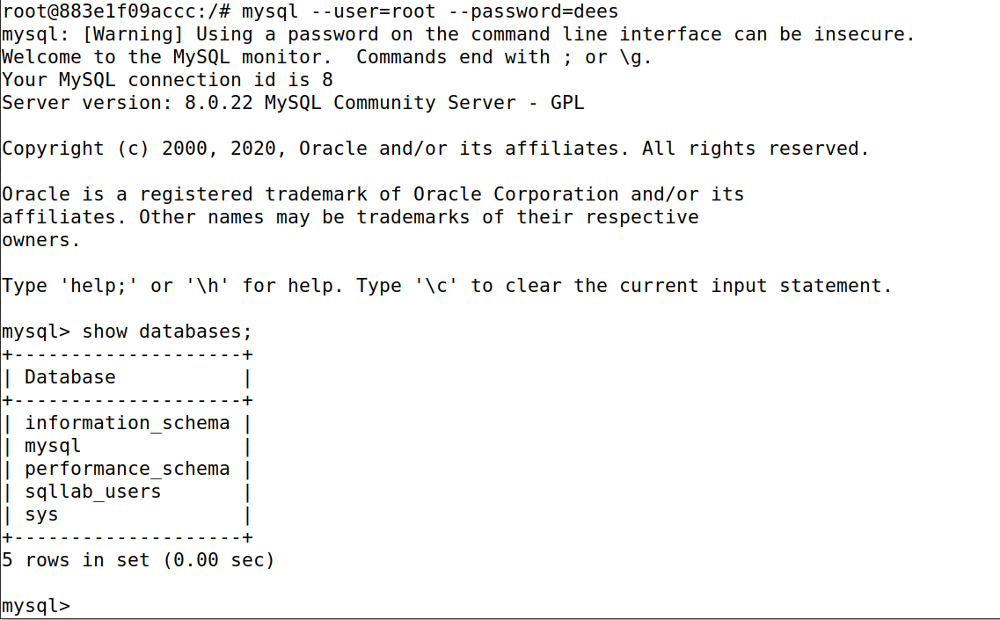 root@883e1f09accc:/# mysql --user=root --password=dees
mysql: [Warning] Using a password on the command line interface can be insecure.
Welcome to the MySQL monitor.  Commands end with ; or \g.
Your MySQL connection id is 8
Server version: 8.0.22 MySQL Community Server - GPL

Copyright (c) 2000, 2020, Oracle and/or its affiliates. All rights reserved.

Oracle is a registered trademark of Oracle Corporation and/or its
affiliates. Other names may be trademarks of their respective
owners.

Type 'help;' or '\h' for help. Type '\c' to clear the current input statement.

mysql> show databases;
+--------------------+
| Database           |
+--------------------+
| information_schema |
| mysql              |
| performance_schema |
| sqllab_users       |
| sys                |
+--------------------+
5 rows in set (0.00 sec)

mysql>